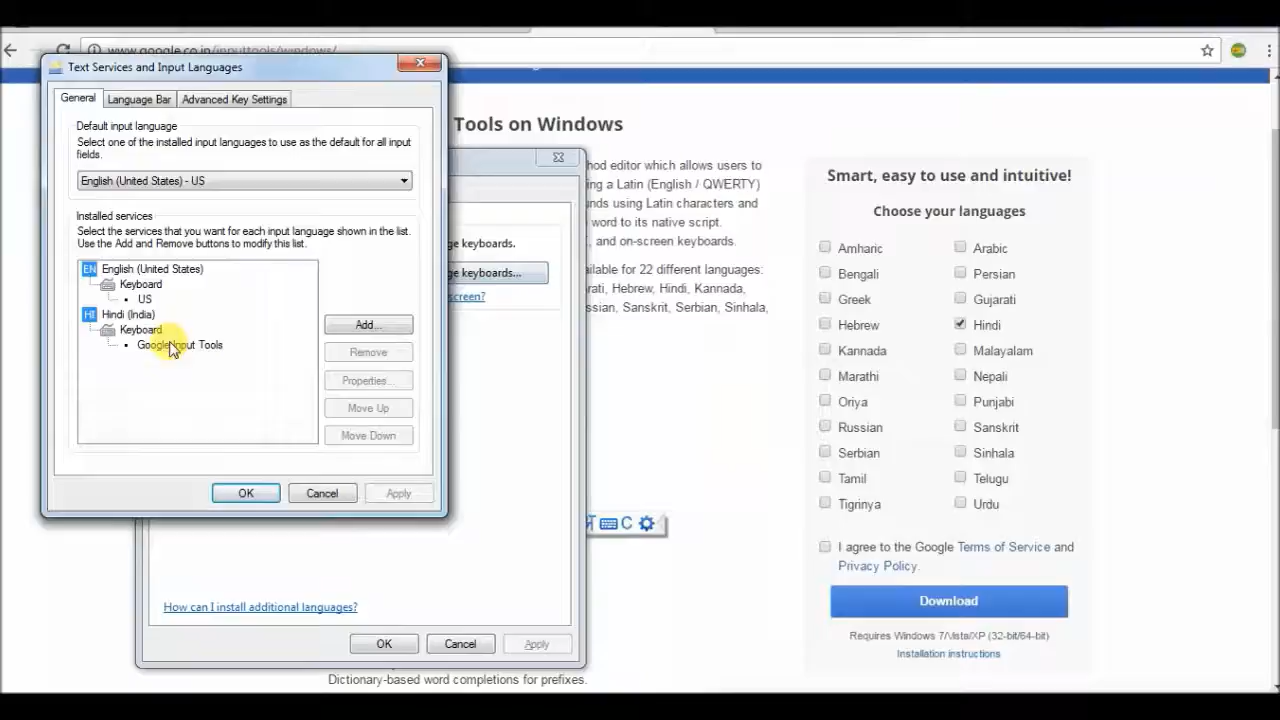 www.google.co.in/inputtools/windows/
Text Services and Input Languages
General
Language Bar
Advanced Key Settings
Default input language
Select one of the installed input languages to use as the default for all input
fields.
English (United States) - US
Installed services
Select the services that you want for each input language shown in the list.
Use the Add and Remove buttons to modify this list.
EN English (United States)
Keyboard
• US
HI Hindi (India)
Keyboard
• Google Input Tools
Add...
Remove
Properties...
Move Up
Move Down
OK
Cancel
Apply
ge keyboards.
ge keyboards...
screen?
How can I install additional languages?
OK
Cancel
Apply
Tools on Windows
hod editor which allows users to
ing a Latin (English / QWERTY)
unds using Latin characters and
word to its native script.
, and on-screen keyboards.
ailable for 22 different languages:
rati, Hebrew, Hindi, Kannada,
ssian, Sanskrit, Serbian, Sinhala,
C
Dictionary-based word completions for prefixes.
Smart, easy to use and intuitive!
Choose your languages
Amharic
Arabic
Bengali
Persian
Greek
Gujarati
Hebrew
Hindi
Kannada
Malayalam
Marathi
Nepali
Oriya
Punjabi
Russian
Sanskrit
Serbian
Sinhala
Tamil
Telugu
Tigrinya
Urdu
I agree to the Google Terms of Service and
Privacy Policy.
Download
Requires Windows 7/Vista/XP (32-bit/64-bit)
Installation instructions